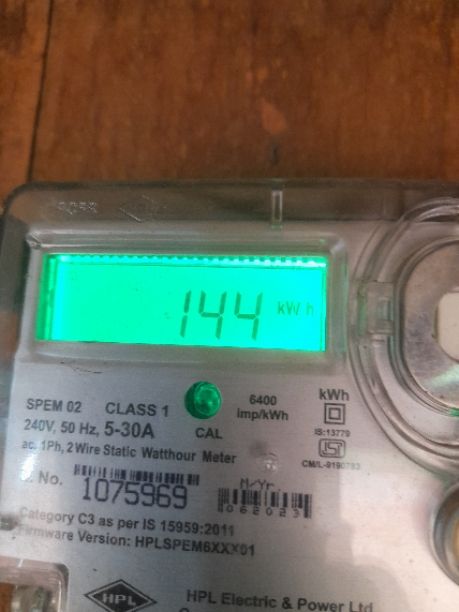 144 kWh
SPEM 02 CLASS 1
6400 imp/kWh
kWh
240V, 50 Hz, 5-30A
CAL
IS:13779
ac. 1Ph, 2 Wire Static Watthour Meter
CM/L-9190783
No. 1075969
M/Yr
062023
Category C3 as per IS 15959:2011
Firmware Version: HPLSPEM6XXX01
HPL
HPL Electric & Power Ltd